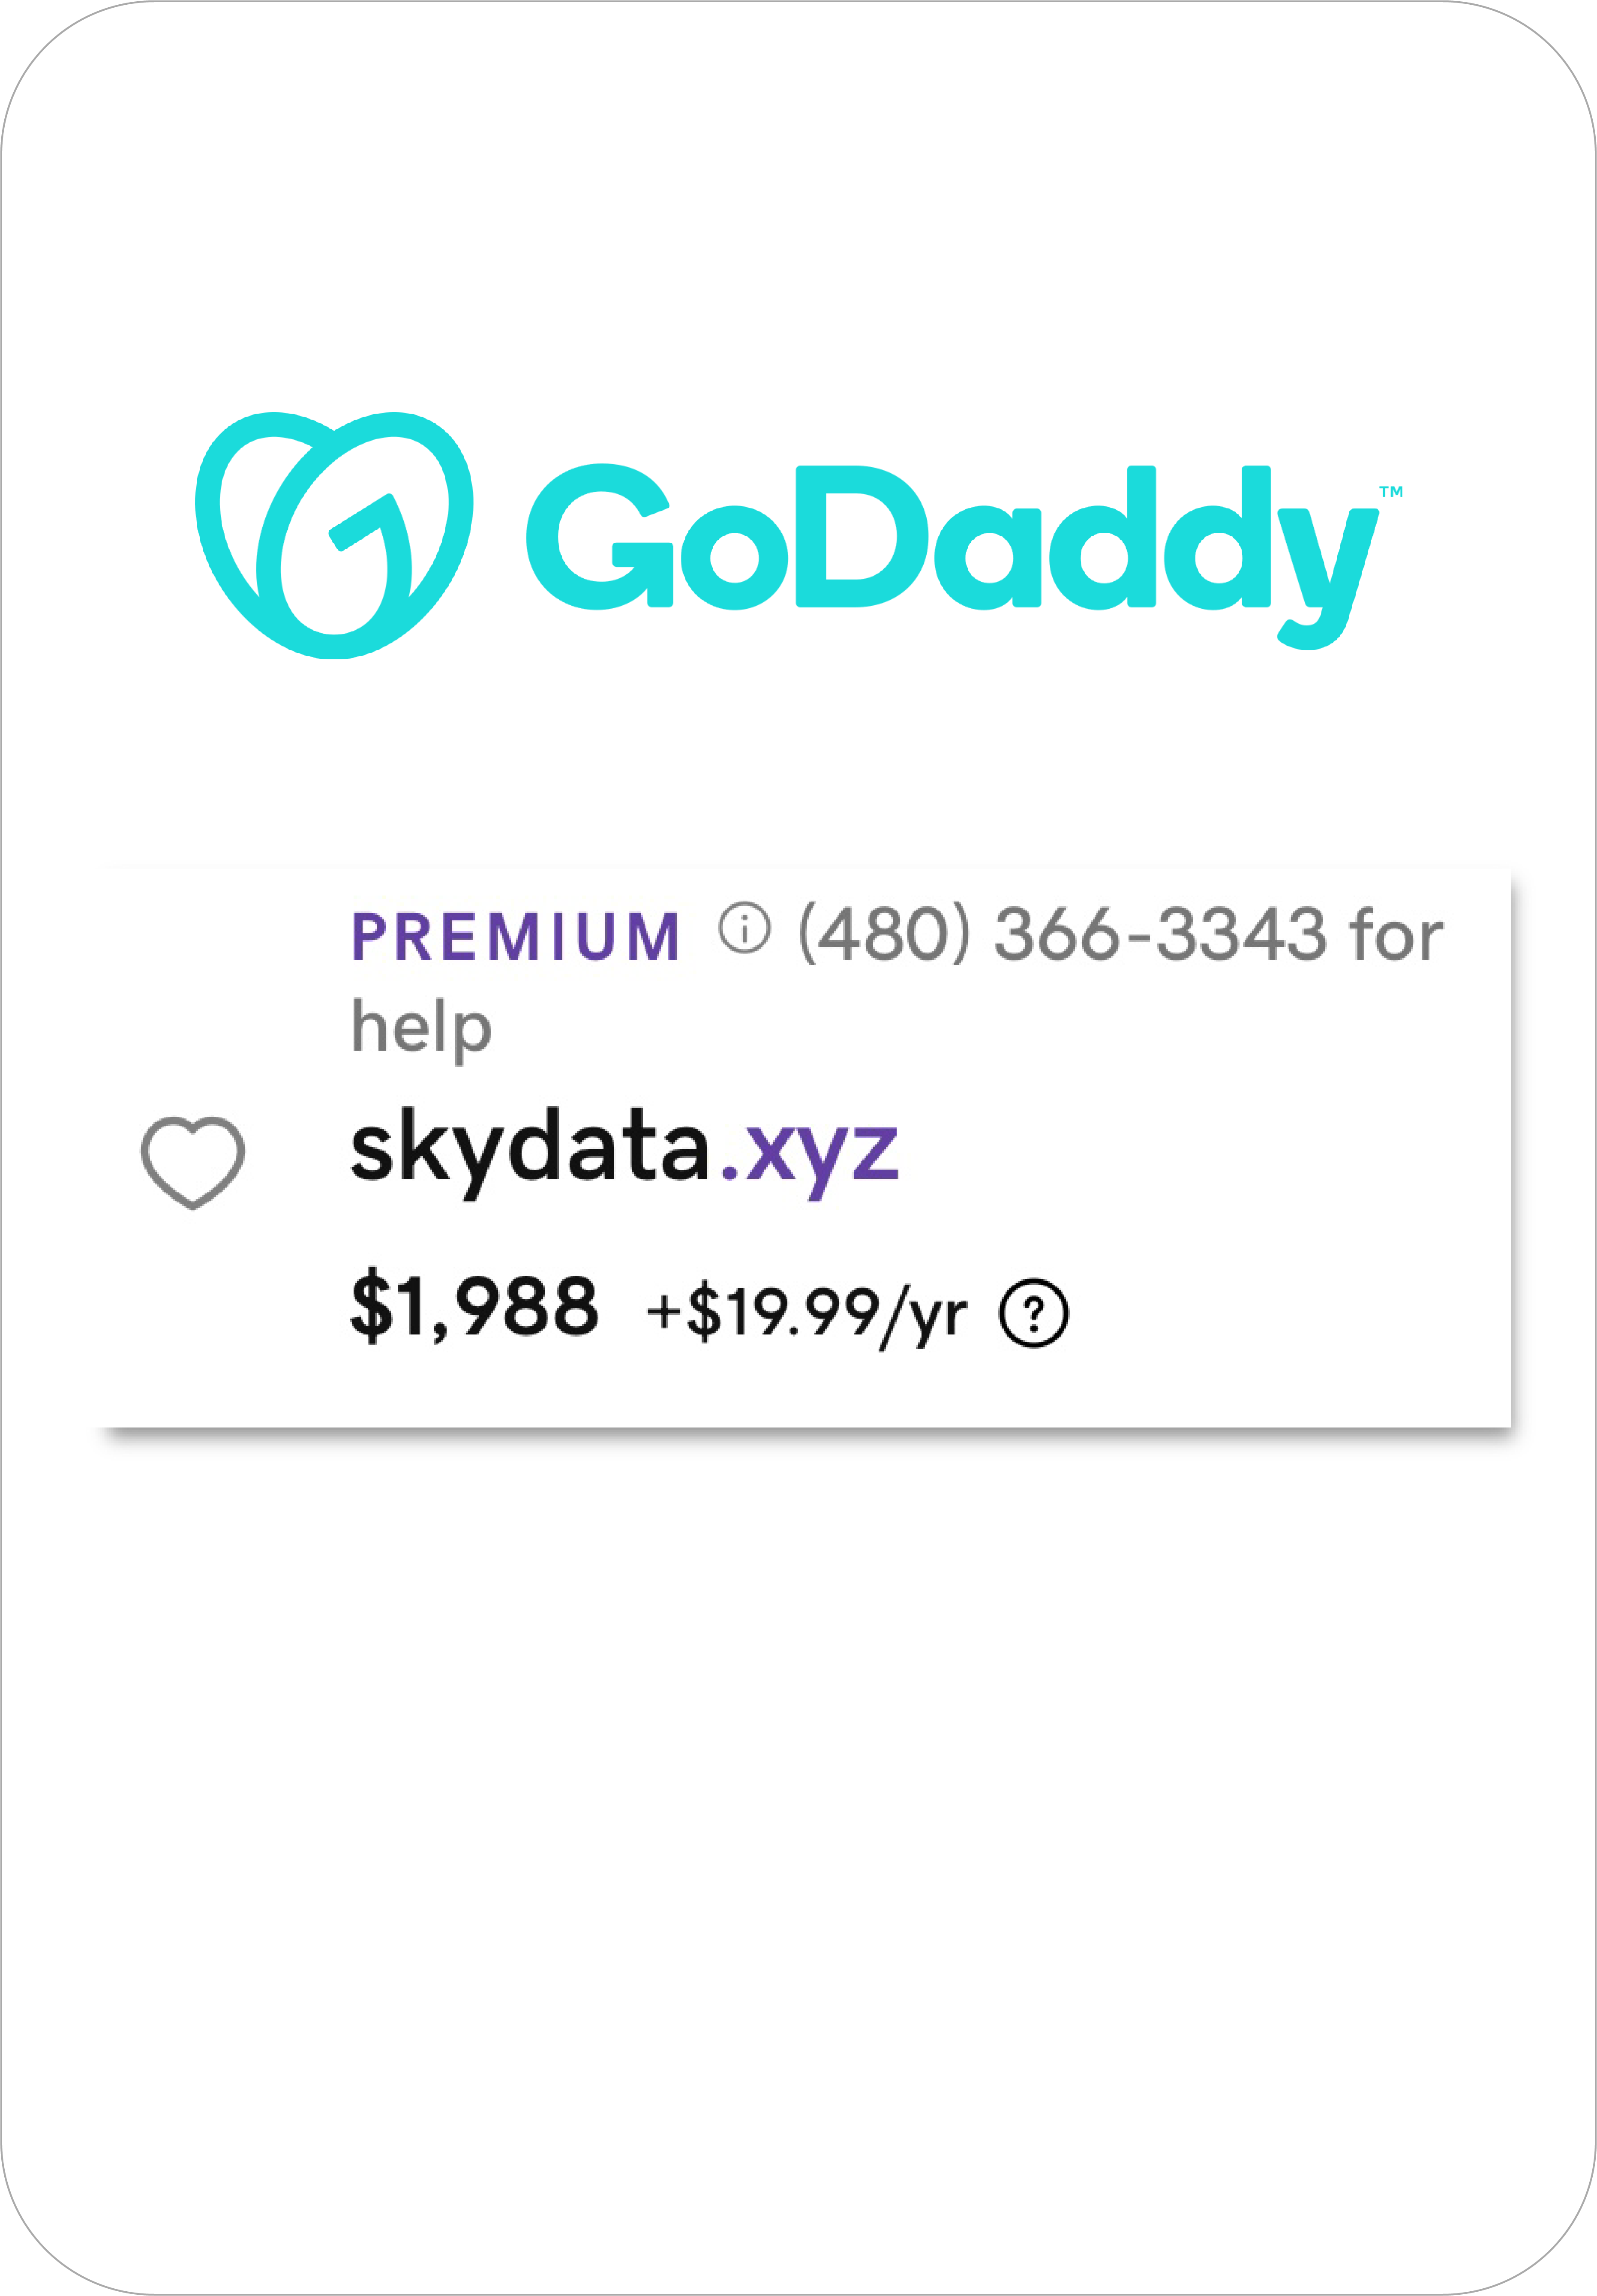 GoDaddy™
PREMIUM (480) 366-3343 for
help
skydata.xyz
$1,988 +$19.99/yr